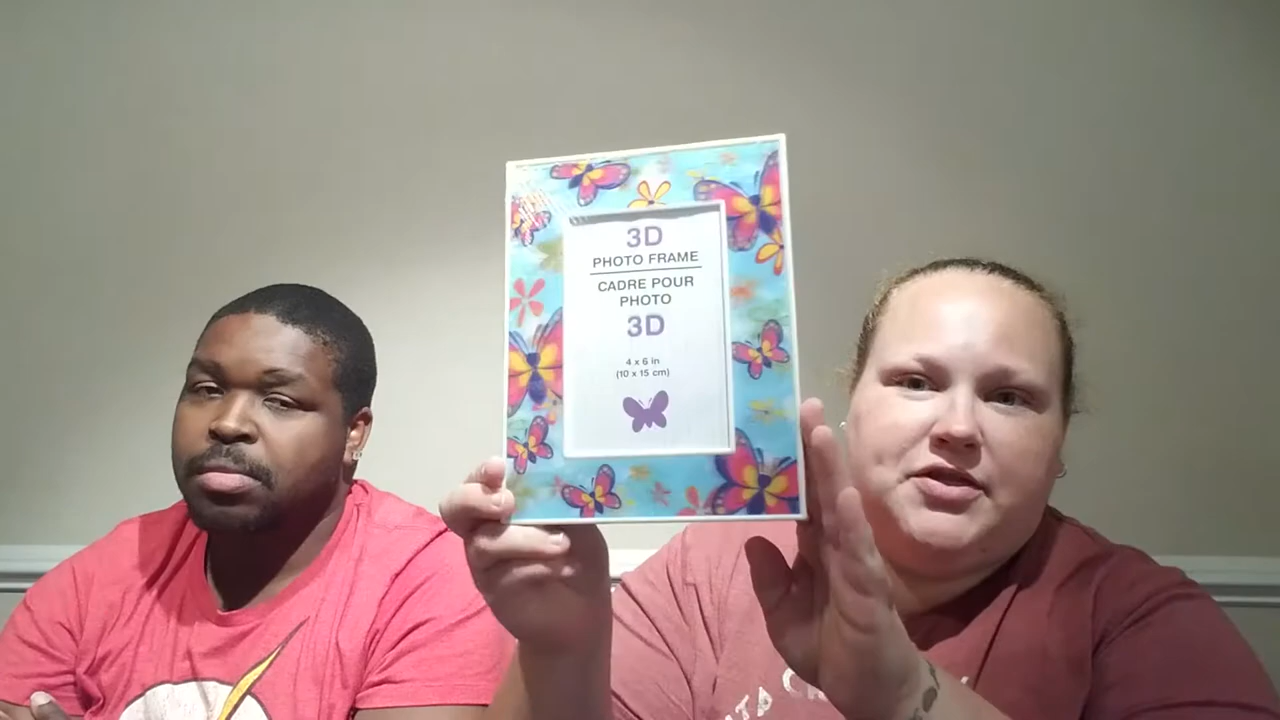 3D
PHOTO FRAME
CADRE POUR
PHOTO
3D
4 x 6 in
(10 x 15 cm)